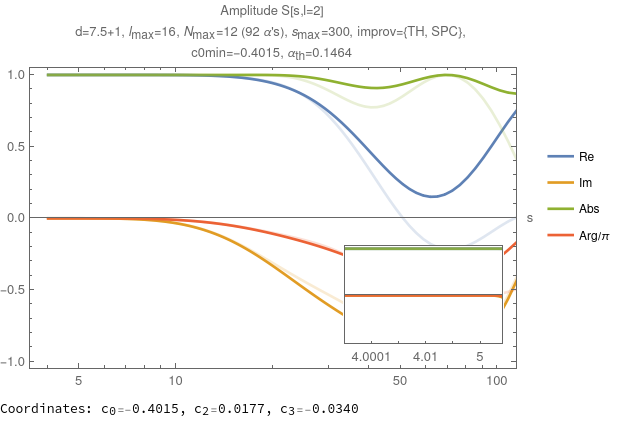 Amplitude S[s,l=2]
d=7.5+1, lmax=16, Nmax=12 (92 α's), smax=300, improv={TH, SPC},
c0min=−0.4015, αth=0.1464
1.0
0.5
0.0
−0.5
−1.0
s
Re
Im
Abs
Arg/π
4.0001 4.01 5
5 10 50 100
Coordinates: c0=−0.4015, c2=0.0177, c3=−0.0340